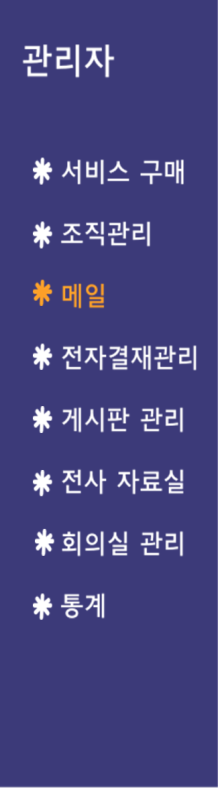 관리자
* 서비스 구매
* 조직관리
* 메일
* 전자결재관리
* 게시판 관리
* 전사 자료실
* 회의실 관리
* 통계